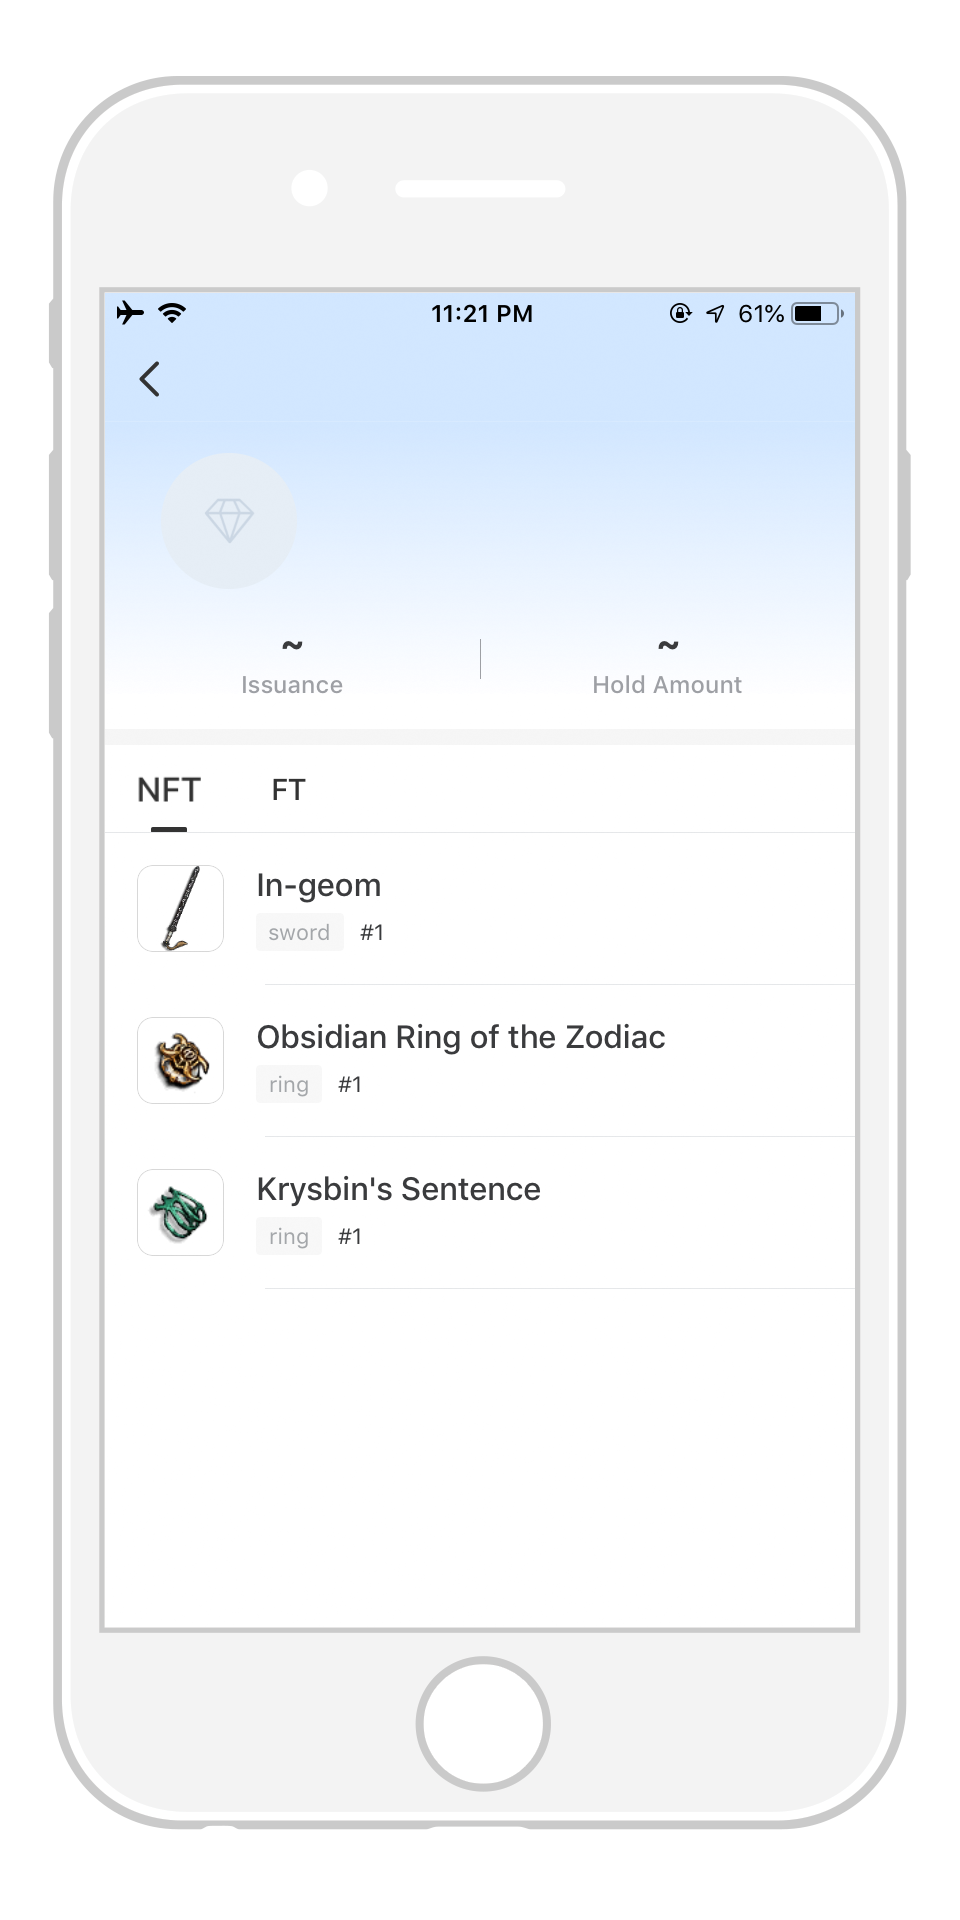 11:21 PM 61%
~ ~
Issuance Hold Amount
NFT FT
In-geom
sword #1
Obsidian Ring of the Zodiac
ring #1
Krysbin's Sentence
ring #1